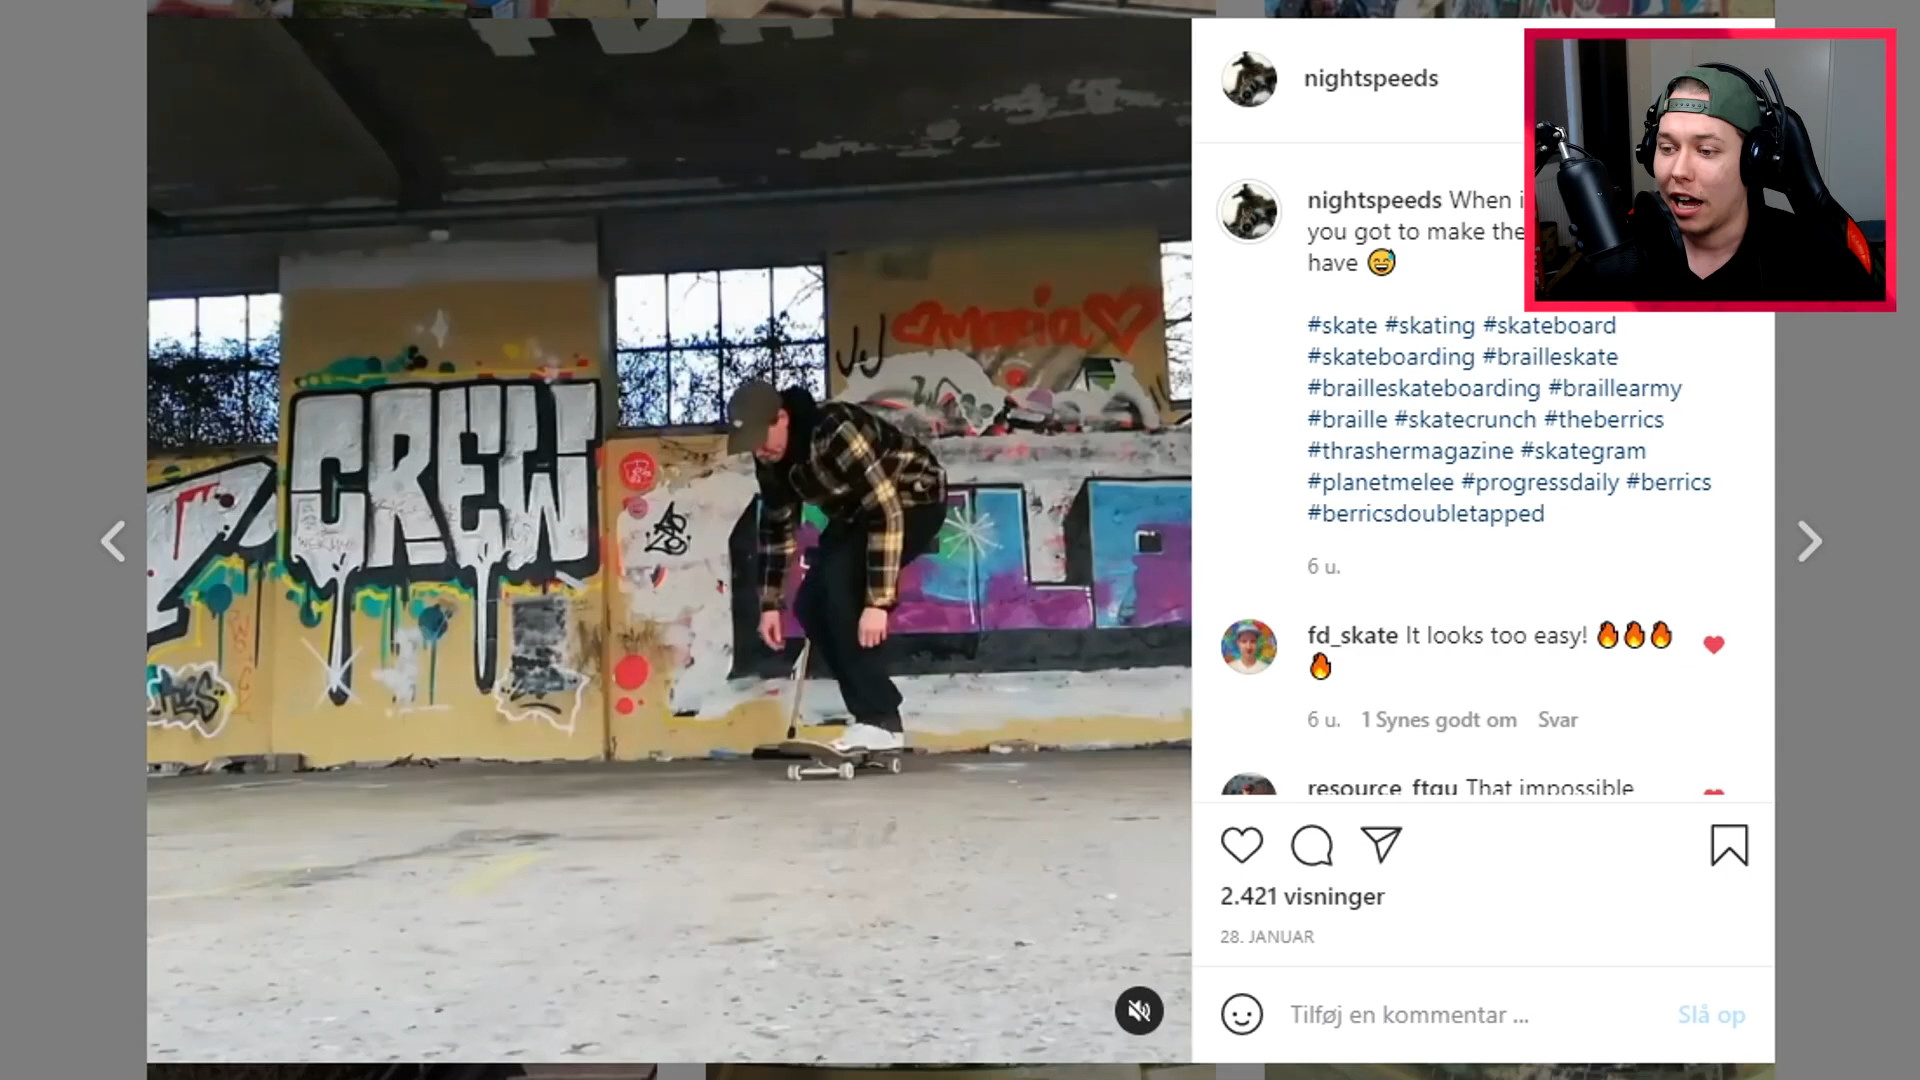 nightspeeds
nightspeeds When i
you got to make the
have
#skate #skating #skateboard
#skateboarding #brailleskate
#brailleskateboarding #braillearmy
#braille #skatecrunch #theberrics
#thrashermagazine #skategram
#planetmelee #progressdaily #berrics
#berricsdoubletapped
6 u.
fd_skate It looks too easy!
6 u. 1 Synes godt om Svar
resource_ftgu That impossible
2.421 visninger
28. JANUAR
Tilføj en kommentar ... Slå op
maria
CREW